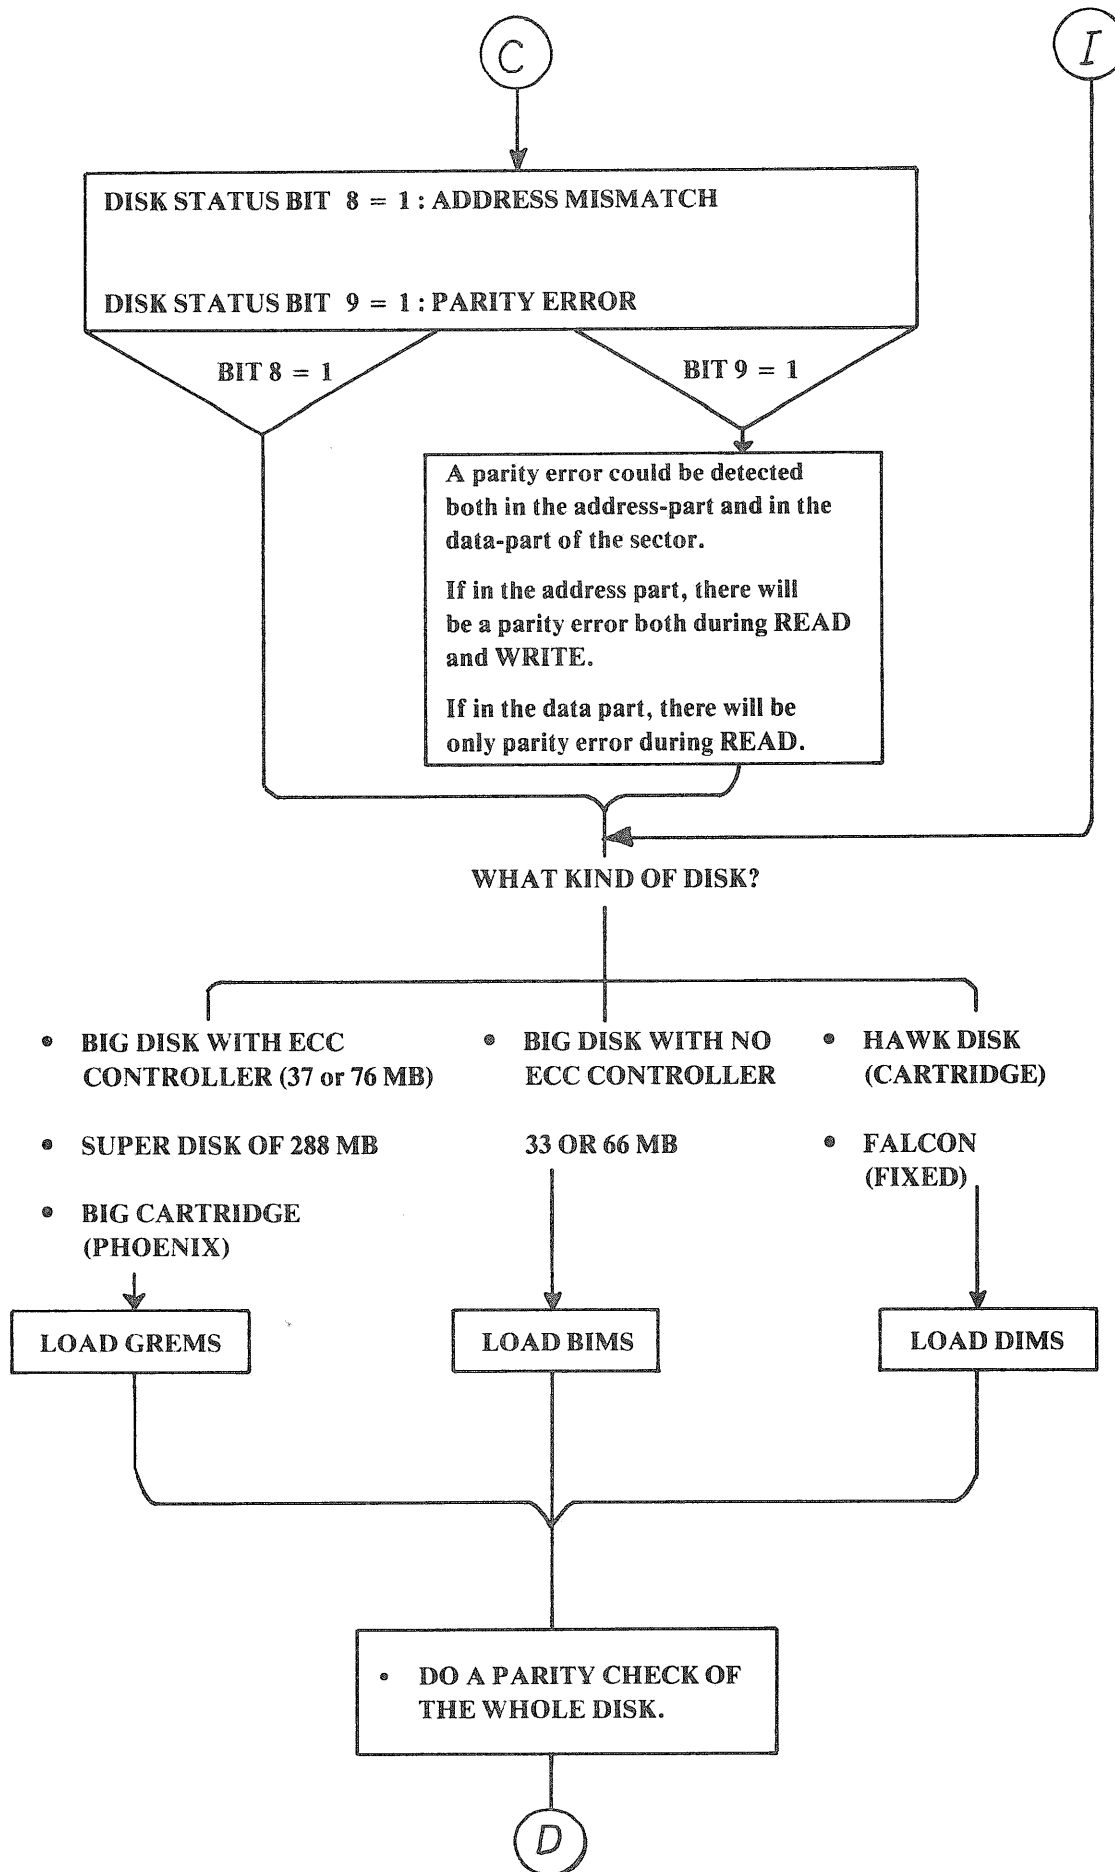 C
I
DISK STATUS BIT 8 = 1 : ADDRESS MISMATCH
DISK STATUS BIT 9 = 1 : PARITY ERROR
BIT 8 = 1
BIT 9 = 1
A parity error could be detected
both in the address-part and in the
data-part of the sector.
If in the address part, there will
be a parity error both during READ
and WRITE.
If in the data part, there will be
only parity error during READ.
WHAT KIND OF DISK?
• BIG DISK WITH ECC
CONTROLLER (37 or 76 MB)
• SUPER DISK OF 288 MB
• BIG CARTRIDGE
(PHOENIX)
• BIG DISK WITH NO
ECC CONTROLLER
33 OR 66 MB
• HAWK DISK
(CARTRIDGE)
• FALCON
(FIXED)
LOAD GREMS
LOAD BIMS
LOAD DIMS
• DO A PARITY CHECK OF
THE WHOLE DISK.
D